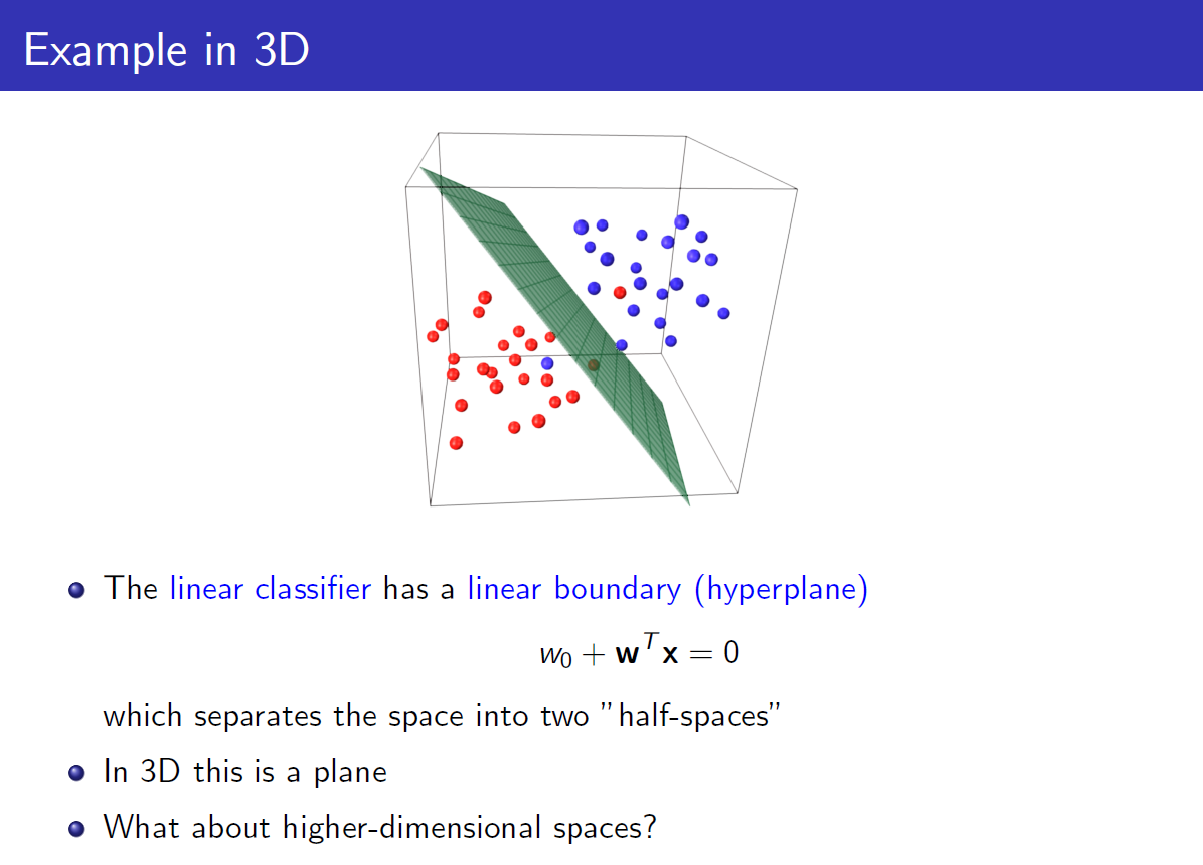 Example in 3D
The linear classifier has a linear boundary (hyperplane)
w₀ + wᵀx = 0
which separates the space into two ”half-spaces”
In 3D this is a plane
What about higher-dimensional spaces?